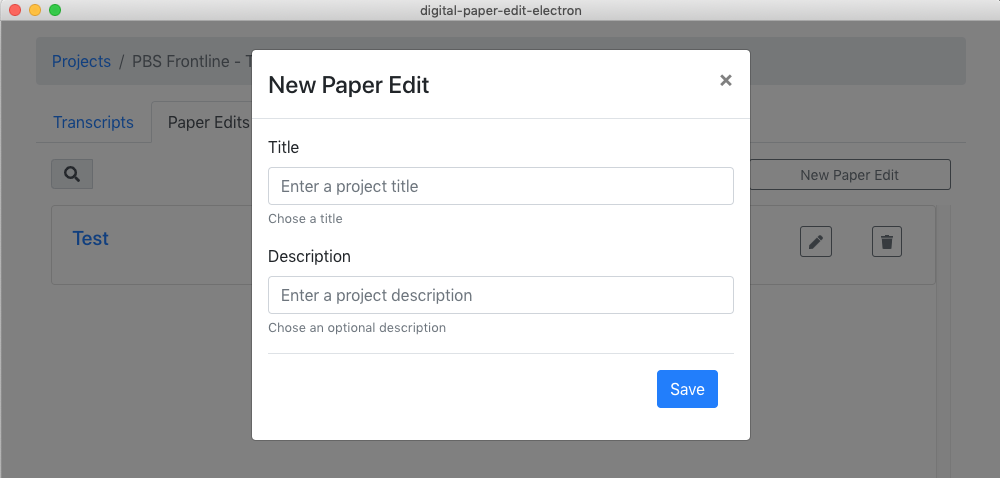 digital-paper-edit-electron
Projects / PBS Frontline - T
New Paper Edit
×
Transcripts
Paper Edits
Title
Enter a project title
New Paper Edit
Chose a title
Test
Description
Enter a project description
Chose an optional description
Save